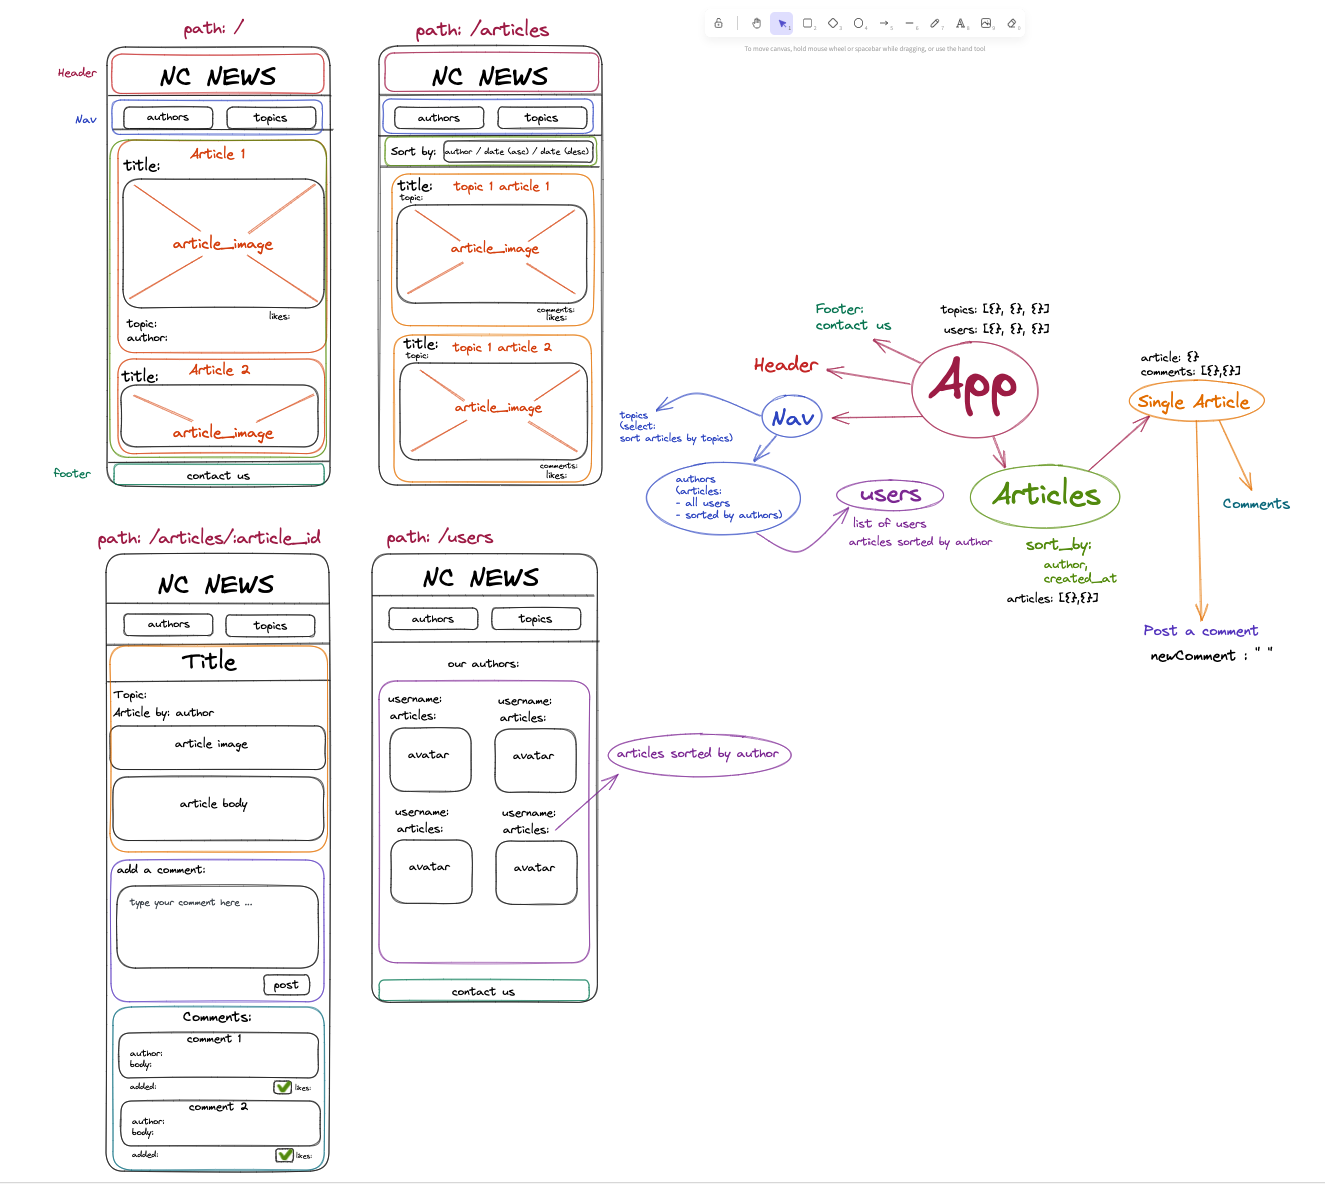 To move canvas, hold mouse wheel or spacebar while dragging, or use the hand tool
path: /
Header
NC NEWS
Nav
authors
topics
Article 1
title:
article_image
likes:
topic:
author:
Article 2
title:
article_image
footer
contact us
path: /articles
NC NEWS
authors
topics
Sort by:
author / date (asc) / date (desc)
title:
topic 1 article 1
topic:
article_image
comments:
likes:
title:
topic 1 article 2
topic:
article_image
comments:
likes:
Footer:
contact us
topics: [{}, {}, {}]
users: [{}, {}, {}]
Header
App
Nav
topics
(select:
sort articles by topics)
authors
(articles:
- all users
- sorted by authors)
users
list of users
articles sorted by author
Articles
sort_by:
author,
created_at
articles: [{},{}]
article: {}
comments: [{},{}]
Single Article
Comments
Post a comment
newComment : " "
path: /articles/:article_id
NC NEWS
authors
topics
Title
Topic:
Article by: author
article image
article body
add a comment:
type your comment here ...
post
Comments:
comment 1
author:
body:
added:
likes:
comment 2
author:
body:
added:
likes:
path: /users
NC NEWS
authors
topics
our authors:
username:
articles:
avatar
username:
articles:
avatar
username:
articles:
avatar
username:
articles:
avatar
articles sorted by author
contact us